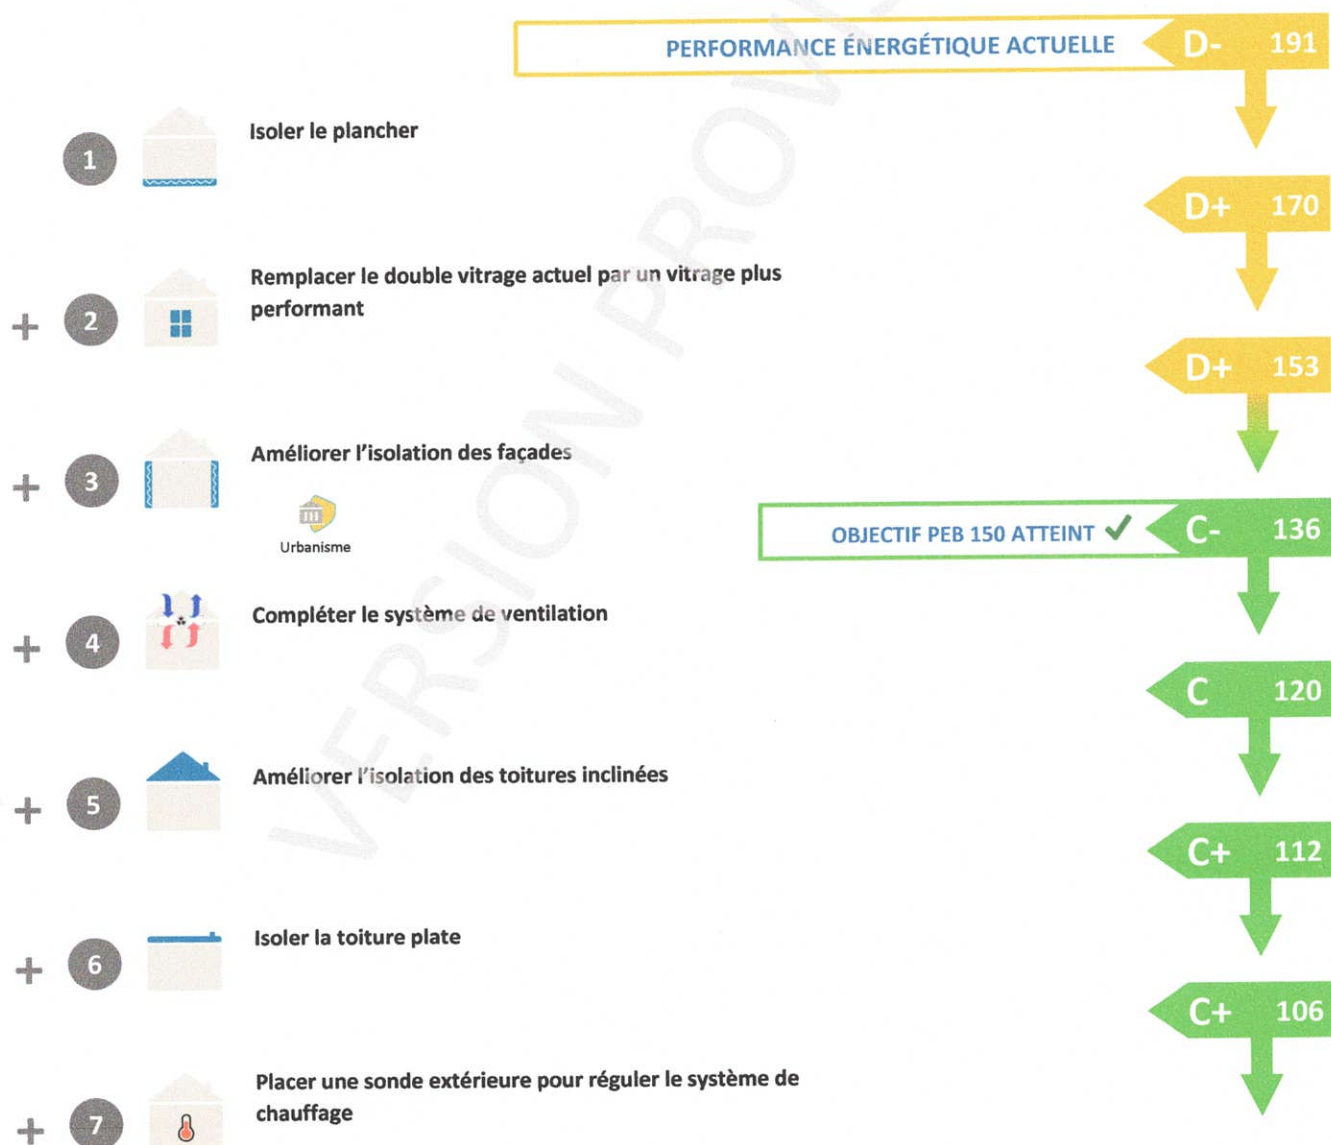 PERFORMANCE ÉNERGÉTIQUE ACTUELLE D- 191
1 Isoler le plancher
D+ 170
+ 2 Remplacer le double vitrage actuel par un vitrage plus
performant
D+ 153
+ 3 Améliorer l'isolation des façades
Urbanisme
OBJECTIF PEB 150 ATTEINT ✓ C- 136
+ 4 Compléter le système de ventilation
C 120
+ 5 Améliorer l'isolation des toitures inclinées
C+ 112
+ 6 Isoler la toiture plate
C+ 106
+ 7 Placer une sonde extérieure pour réguler le système de
chauffage
VERSION PROVIS